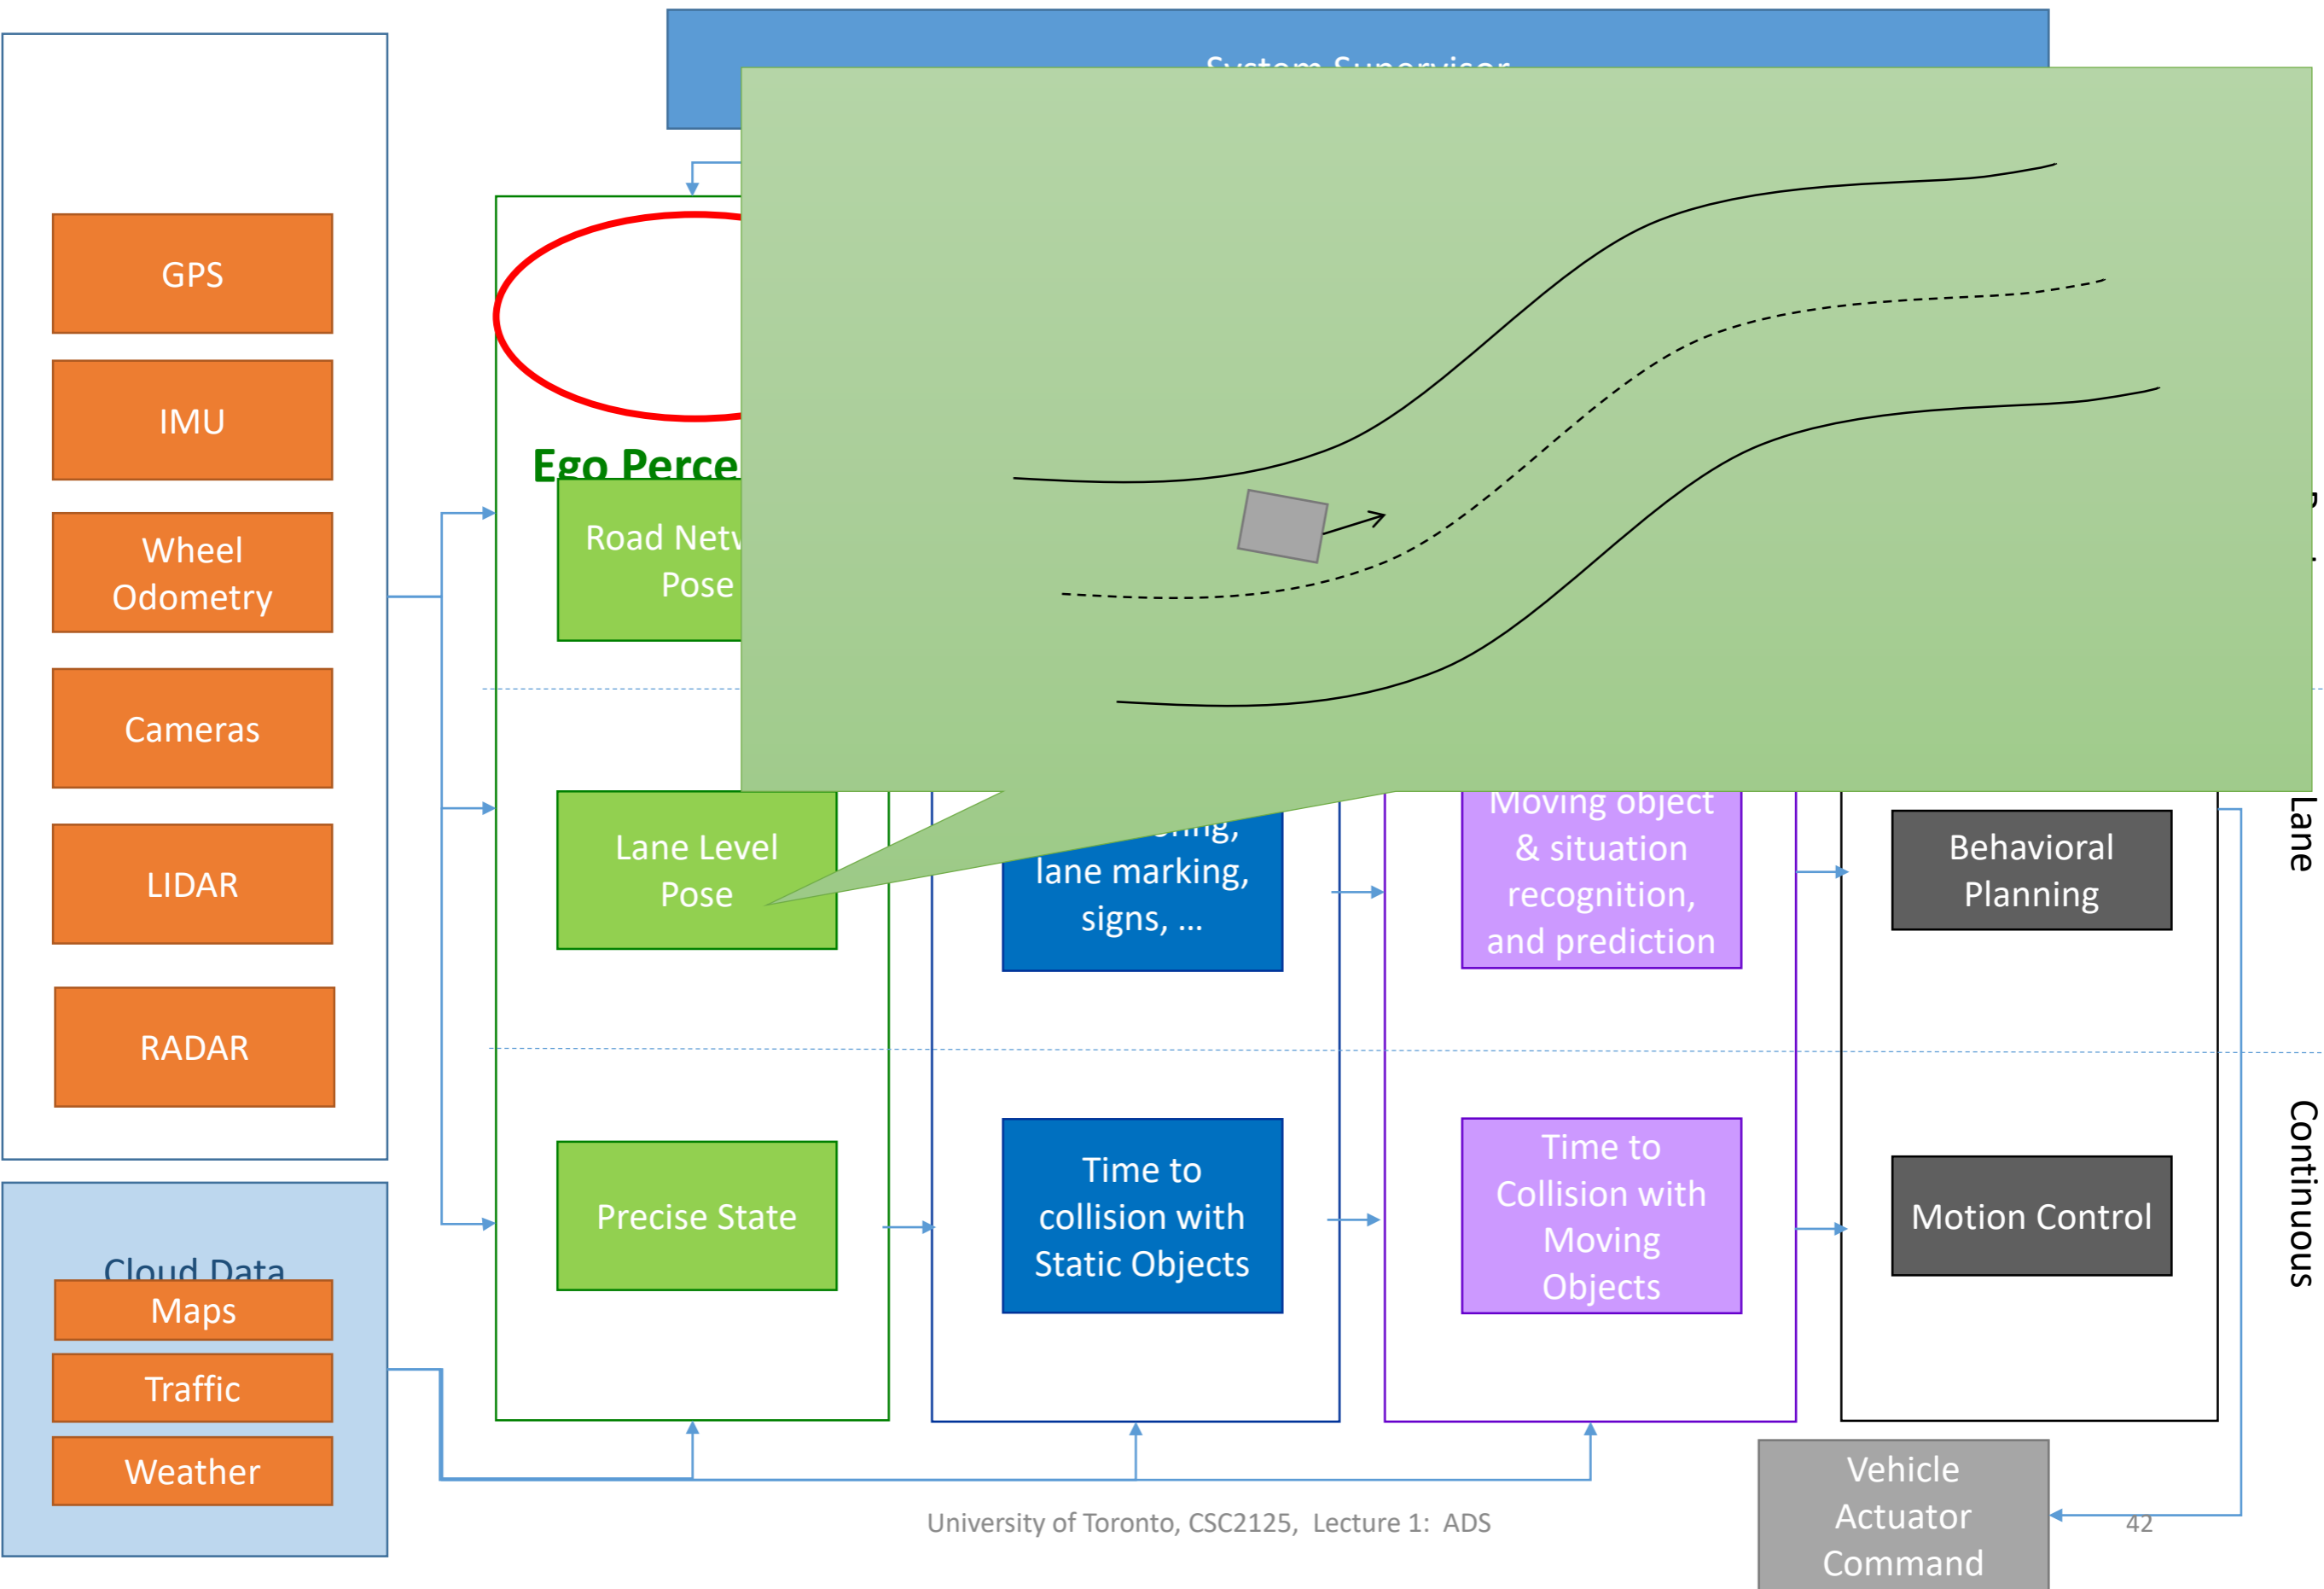 System Supervisor
GPS
IMU
Wheel
Odometry
Cameras
LIDAR
RADAR
Cloud Data
Maps
Traffic
Weather
Ego Perce
Road Netw
Pose
Lane Level
Pose
Precise State
lane marking,
signs, ...
Time to
collision with
Static Objects
Moving object
& situation
recognition,
and prediction
Time to
Collision with
Moving
Objects
Behavioral
Planning
Motion Control
Lane
Continuous
Vehicle
Actuator
Command
University of Toronto, CSC2125, Lecture 1: ADS
42